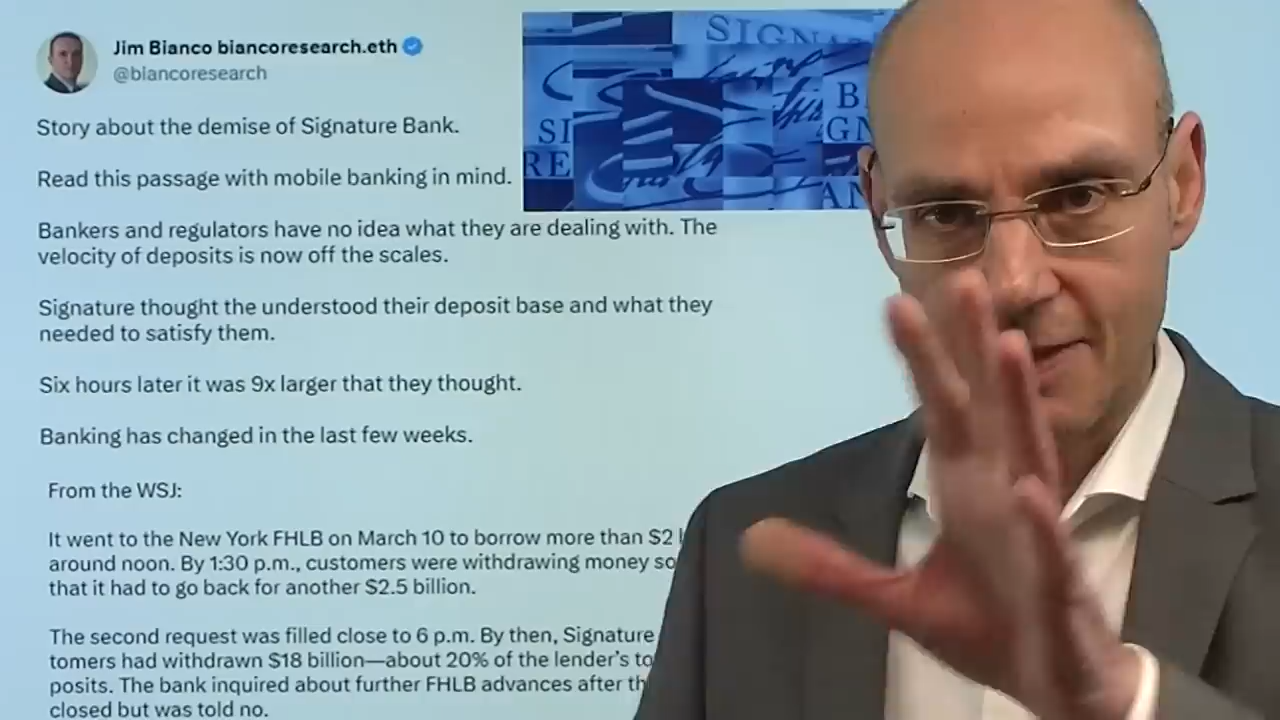 Jim Bianco biancoresearch.eth
@biancoresearch
Story about the demise of Signature Bank.
Read this passage with mobile banking in mind.
Bankers and regulators have no idea what they are dealing with. The
velocity of deposits is now off the scales.
Signature thought the understood their deposit base and what they
needed to satisfy them.
Six hours later it was 9x larger that they thought.
Banking has changed in the last few weeks.
From the WSJ:
It went to the New York FHLB on March 10 to borrow more than $2
around noon. By 1:30 p.m., customers were withdrawing money so
that it had to go back for another $2.5 billion.
The second request was filled close to 6 p.m. By then, Signature
tomers had withdrawn $18 billion—about 20% of the lender's to
posits. The bank inquired about further FHLB advances after th
closed but was told no.
SIGNA
B
SI
GN
RE
AN